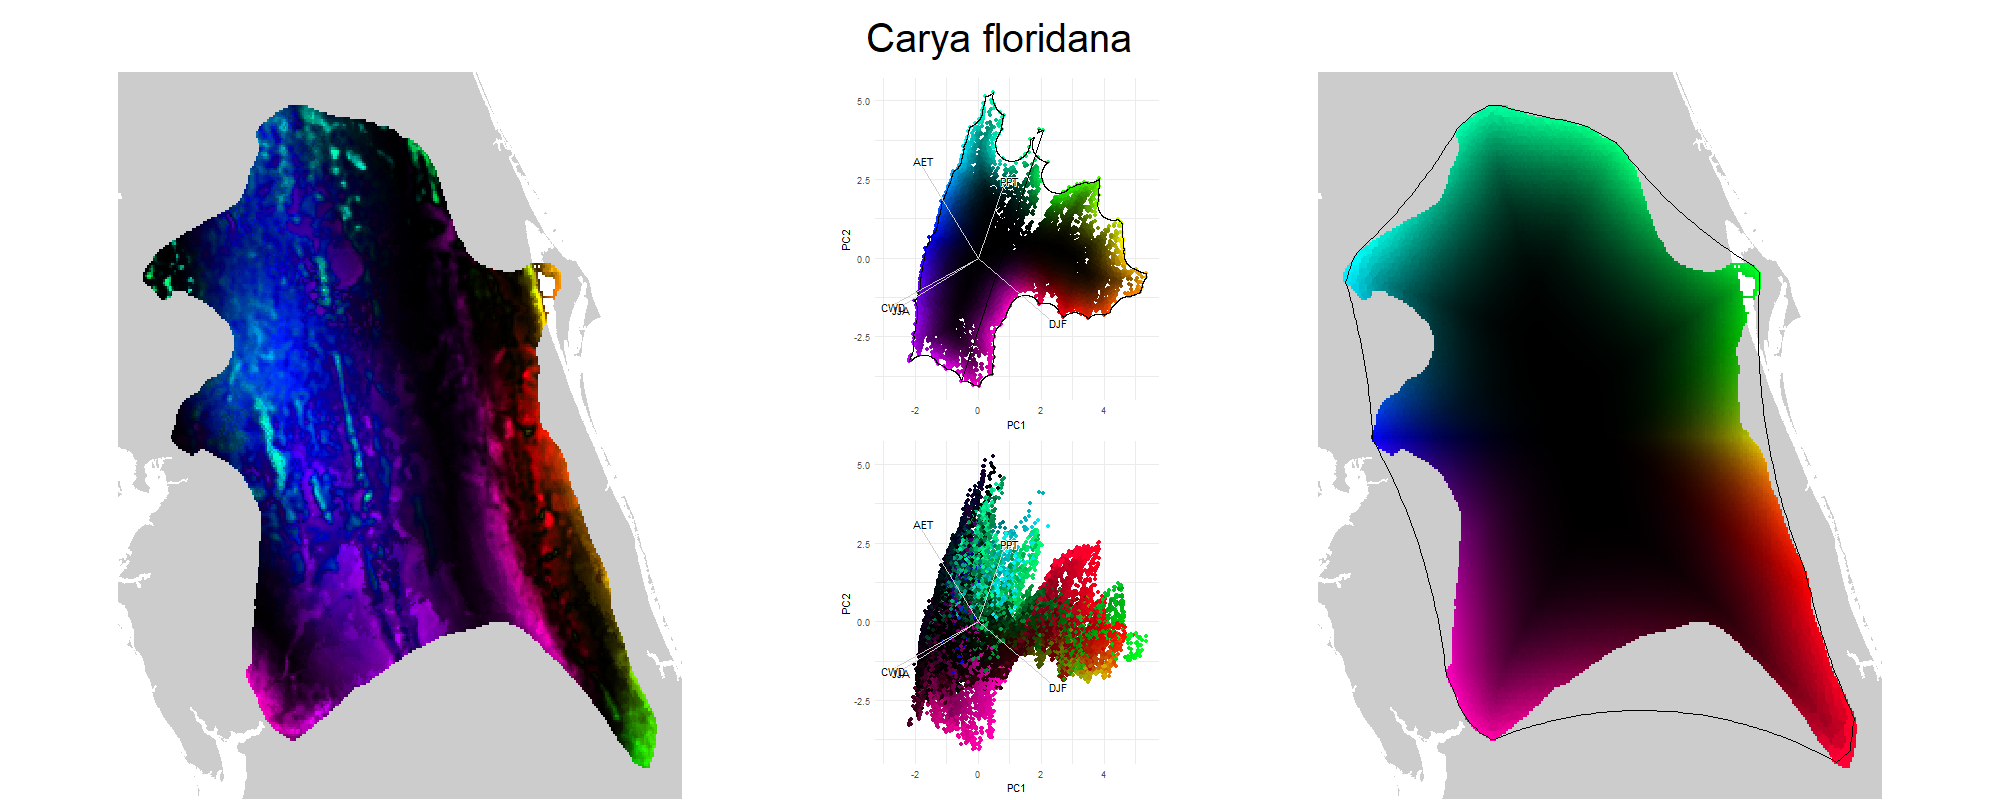 Carya floridana
5.0
2.5
0.0
-2.5
PC2
AET
PPT
CWD
JJA
DJF
-2
0
2
4
PC1
5.0
2.5
0.0
-2.5
PC2
AET
PPT
CWD
JJA
DJF
-2
0
2
4
PC1